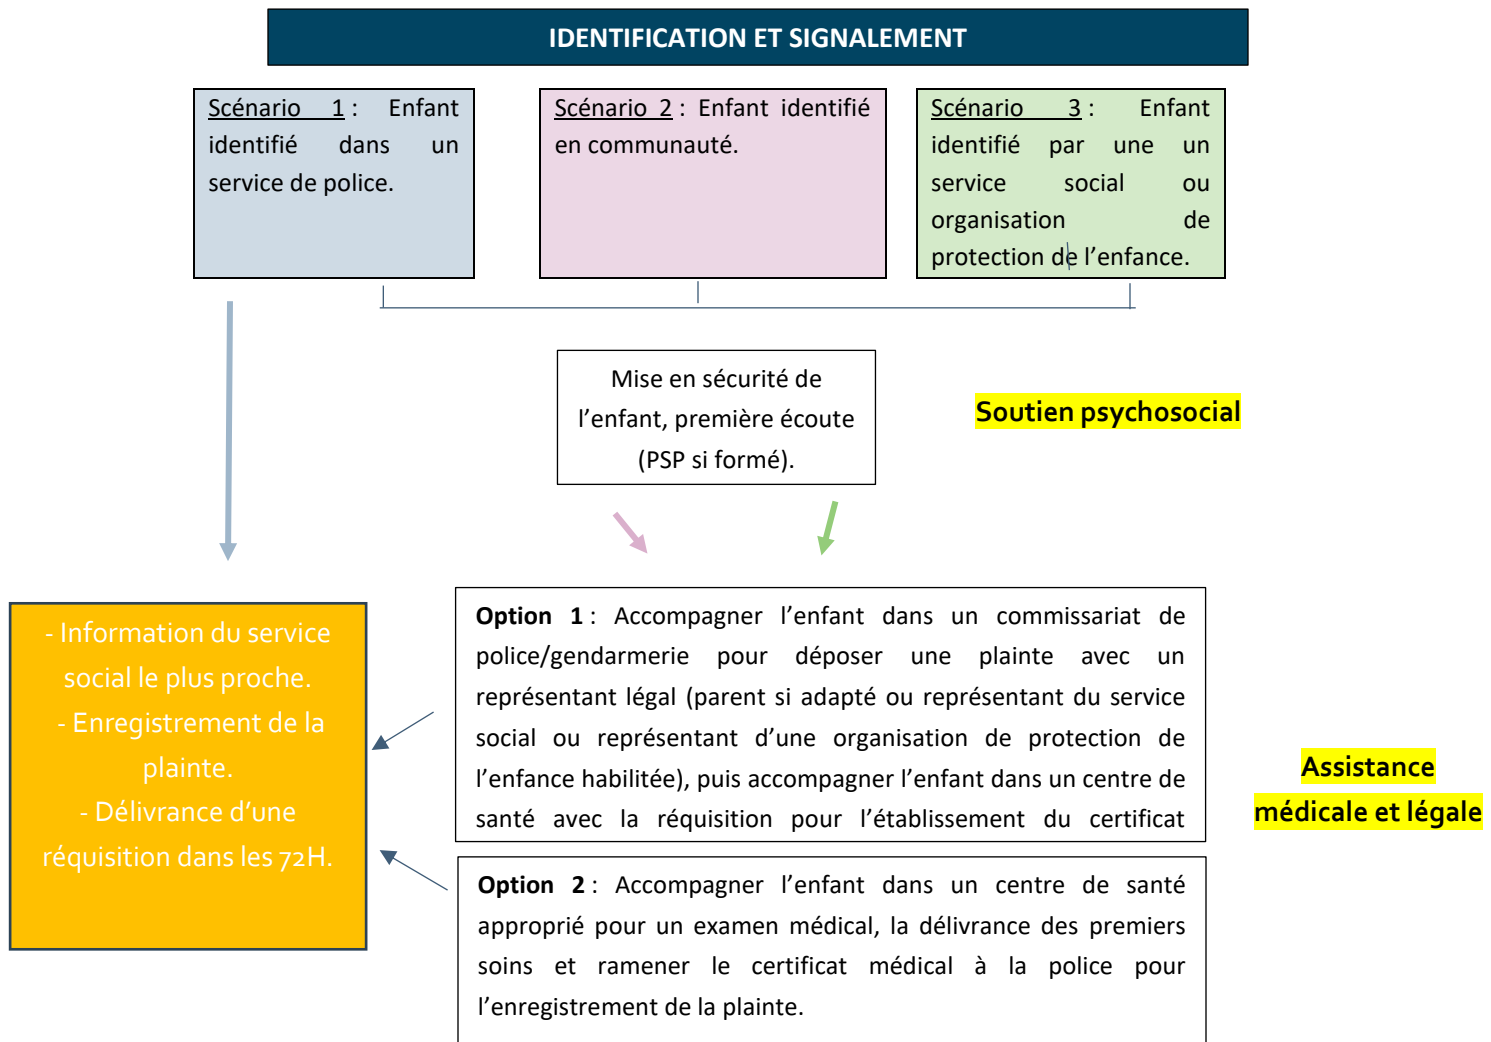 IDENTIFICATION ET SIGNALEMENT
Scénario 1 : Enfant
identifié dans un
service de police.
Scénario 2 : Enfant identifié
en communauté.
Scénario 3 : Enfant
identifié par une un
service social ou
organisation de
protection de l’enfance.
Mise en sécurité de
l’enfant, première écoute
(PSP si formé).
Soutien psychosocial
- Information du service
social le plus proche.
- Enregistrement de la
plainte.
- Délivrance d’une
réquisition dans les 72H.
Option 1 : Accompagner l’enfant dans un commissariat de
police/gendarmerie pour déposer une plainte avec un
représentant légal (parent si adapté ou représentant du service
social ou représentant d’une organisation de protection de
l’enfance habilitée), puis accompagner l’enfant dans un centre de
santé avec la réquisition pour l’établissement du certificat
Option 2 : Accompagner l’enfant dans un centre de santé
approprié pour un examen médical, la délivrance des premiers
soins et ramener le certificat médical à la police pour
l’enregistrement de la plainte.
Assistance
médicale et légale